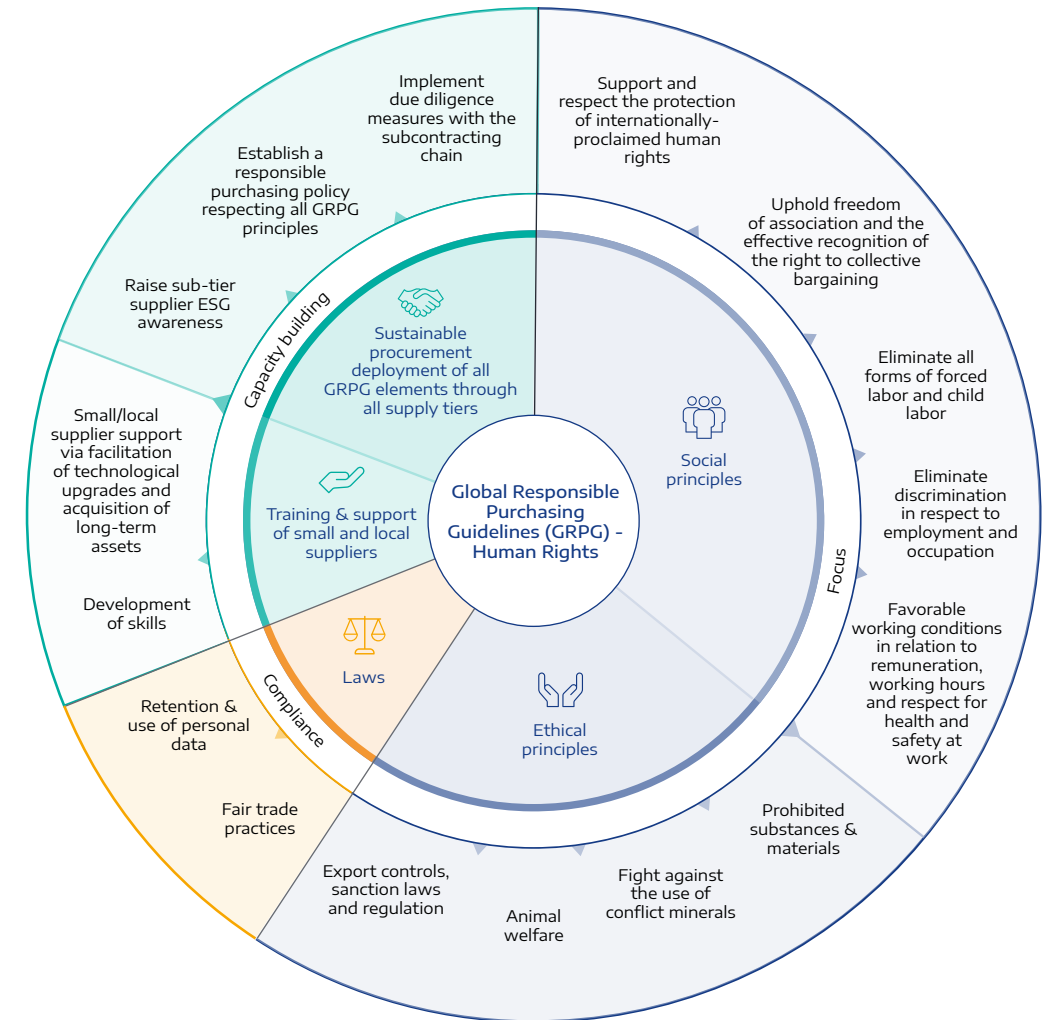 Global Responsible
Purchasing
Guidelines (GRPG) -
Human Rights
Focus
Social
principles
Support and
respect the protection
of internationally-
proclaimed human
rights
Uphold freedom
of association and the
effective recognition of
the right to collective
bargaining
Eliminate all
forms of forced
labor and child
labor
Eliminate
discrimination
in respect to
employment and
occupation
Favorable
working conditions
in relation to
remuneration,
working hours
and respect for
health and
safety at
work
Ethical
principles
Prohibited
substances &
materials
Fight against
the use of
conflict minerals
Animal
welfare
Export controls,
sanction laws
and regulation
Compliance
Laws
Fair trade
practices
Retention &
use of personal
data
Capacity building
Training & support
of small and local
suppliers
Development
of skills
Small/local
supplier support
via facilitation
of technological
upgrades and
acquisition of
long-term
assets
Sustainable
procurement
deployment of all
GRPG elements through
all supply tiers
Raise sub-tier
supplier ESG
awareness
Establish a
responsible
purchasing policy
respecting all GRPG
principles
Implement
due diligence
measures with the
subcontracting
chain